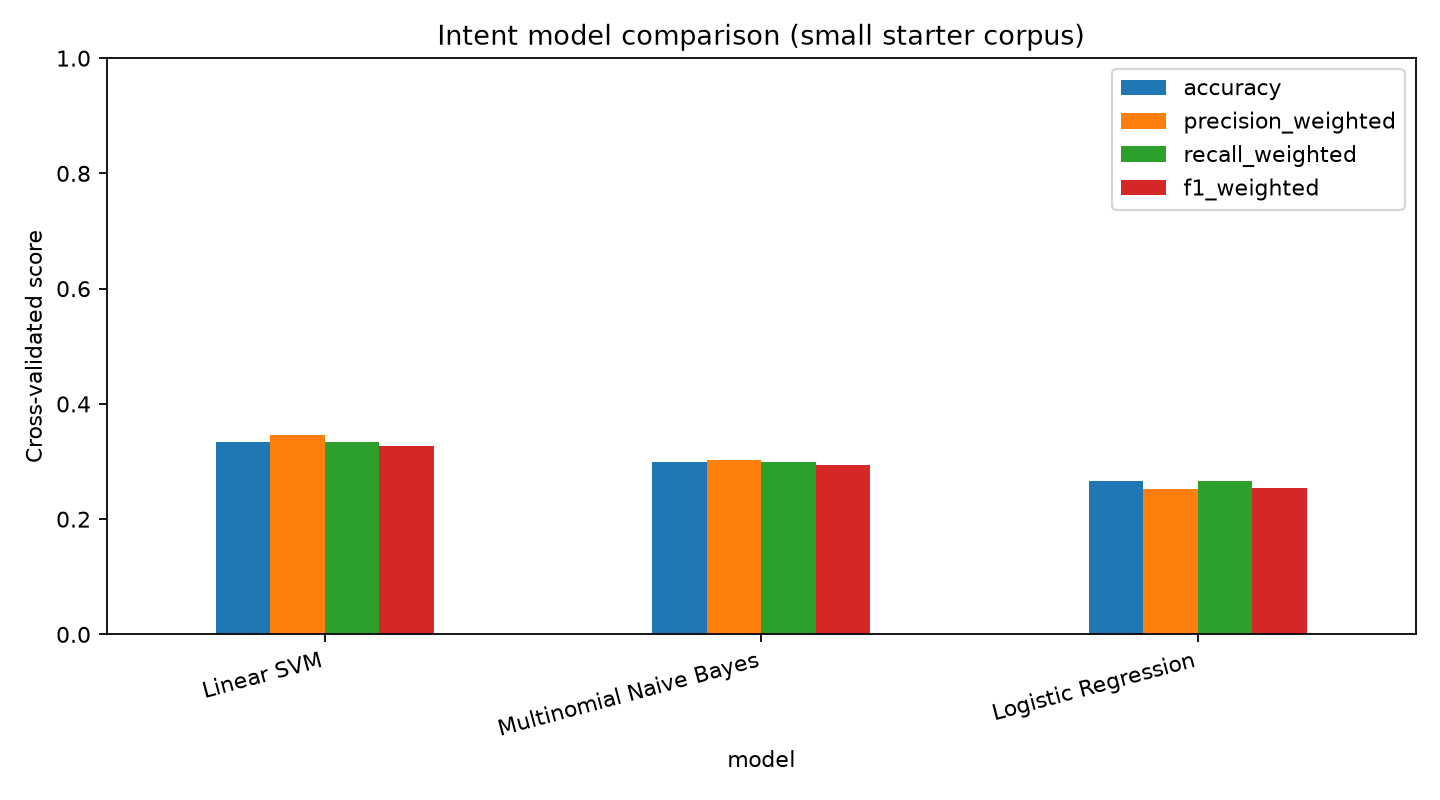 Intent model comparison (small starter corpus)
1.0
0.8
0.6
0.4
0.2
0.0
Cross-validated score
accuracy
precision_weighted
recall_weighted
f1_weighted
Linear SVM
Multinomial Naive Bayes
Logistic Regression
model